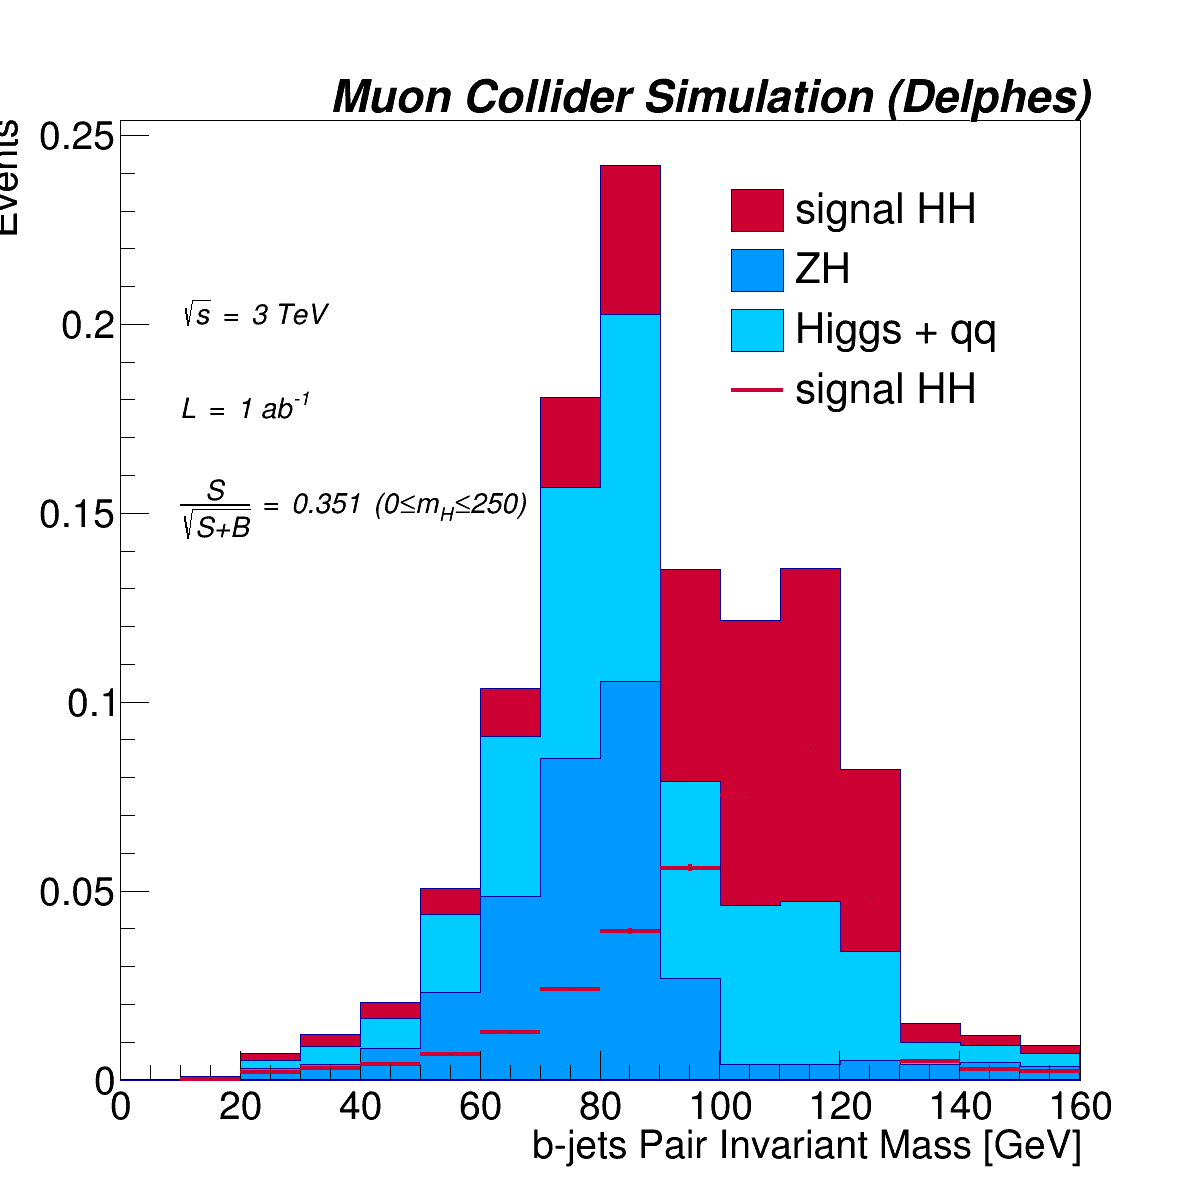 Muon Collider Simulation (Delphes)
Events
0.25
0.2
0.15
0.1
0.05
0
signal HH
ZH
Higgs + qq
signal HH
√s = 3 TeV
L = 1 ab⁻¹
S/√S+B = 0.351 (0≤m_H≤250)
0 20 40 60 80 100 120 140 160
b-jets Pair Invariant Mass [GeV]